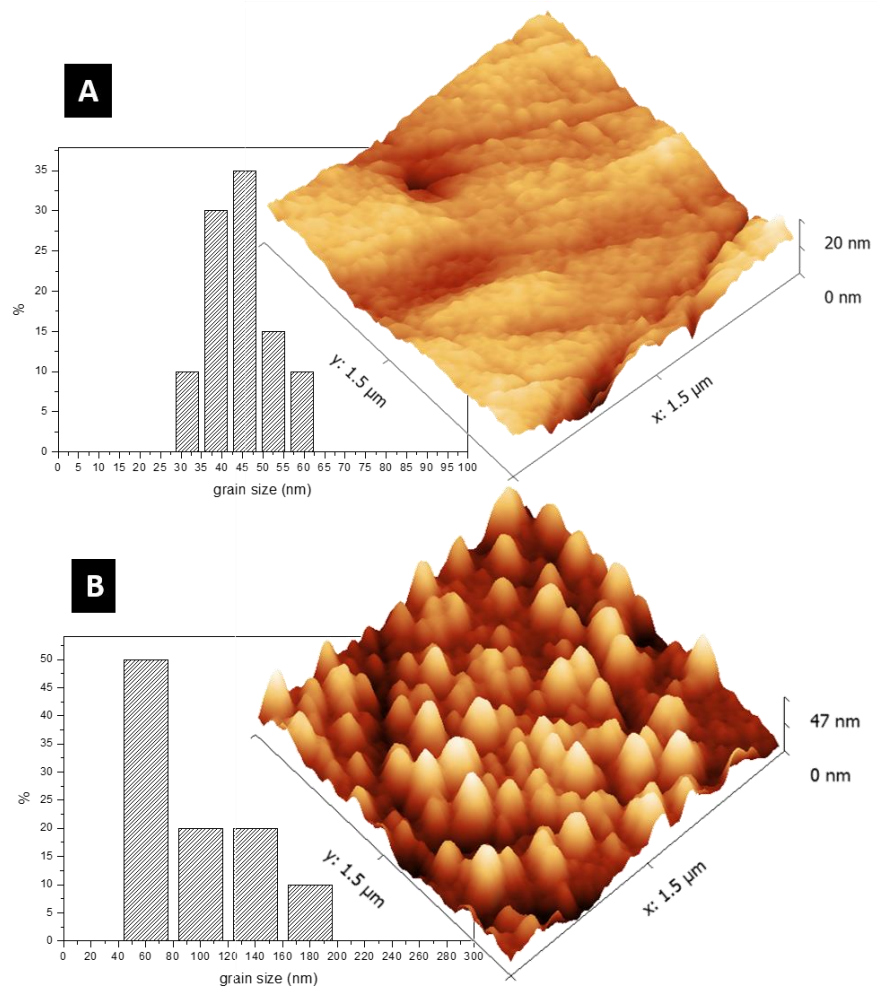 A
35
30
25
20
15
10
5
0
%
0 5 10 15 20 25 30 35 40 45 50 55 60 65 70 75 80 85 90 95 100
grain size (nm)
y: 1.5 µm
x: 1.5 µm
20 nm
0 nm
B
50
45
40
35
30
25
20
15
10
5
0
%
0 20 40 60 80 100 120 140 160 180 200 220 240 260 280 300
grain size (nm)
y: 1.5 µm
x: 1.5 µm
47 nm
0 nm